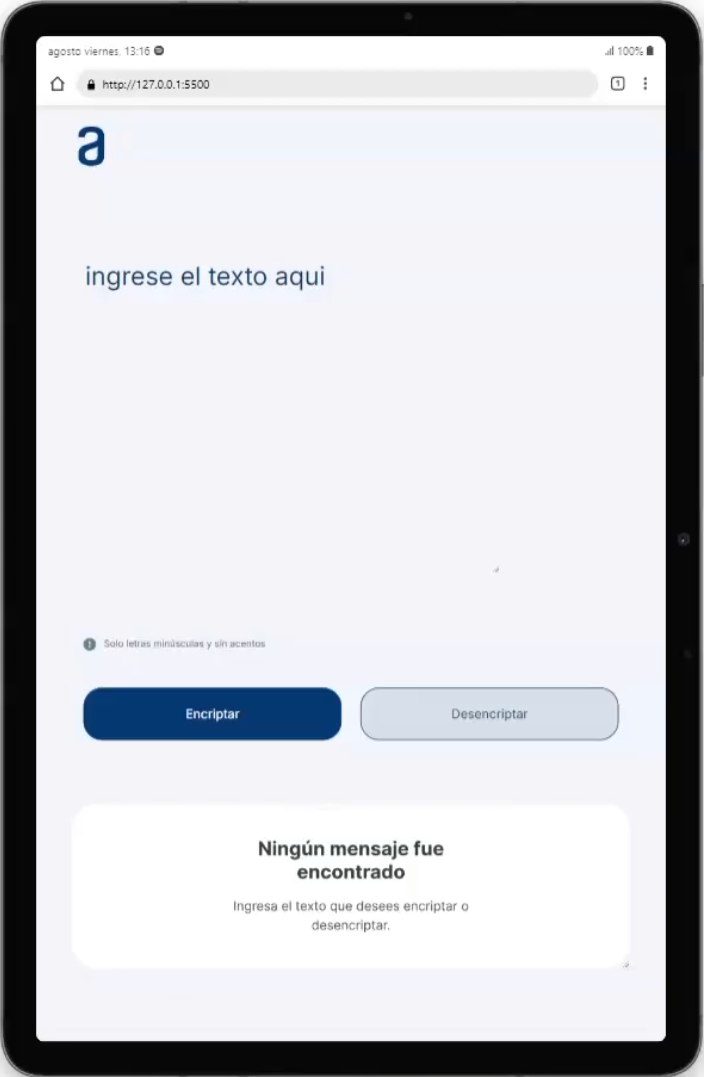 agosto viernes. 13:16
100%
http://127.0.0.1:5500
1
a
ingrese el texto aqui
Solo letras minúsculas y sin acentos
Encriptar
Desencriptar
Ningún mensaje fue
encontrado
Ingresa el texto que desees encriptar o
desencriptar.